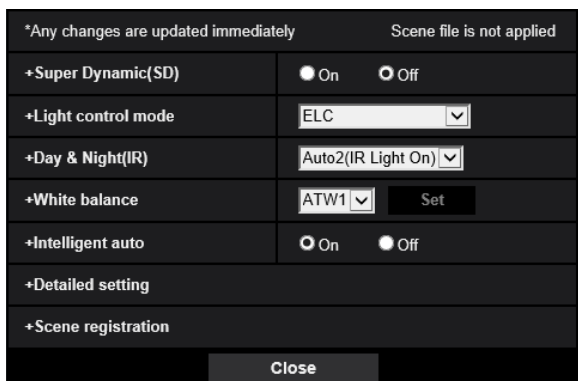 *Any changes are updated immediately Scene file is not applied
+Super Dynamic(SD) On Off
+Light control mode ELC
+Day & Night(IR) Auto2(IR Light On)
+White balance ATW1 Set
+Intelligent auto On Off
+Detailed setting
+Scene registration
Close